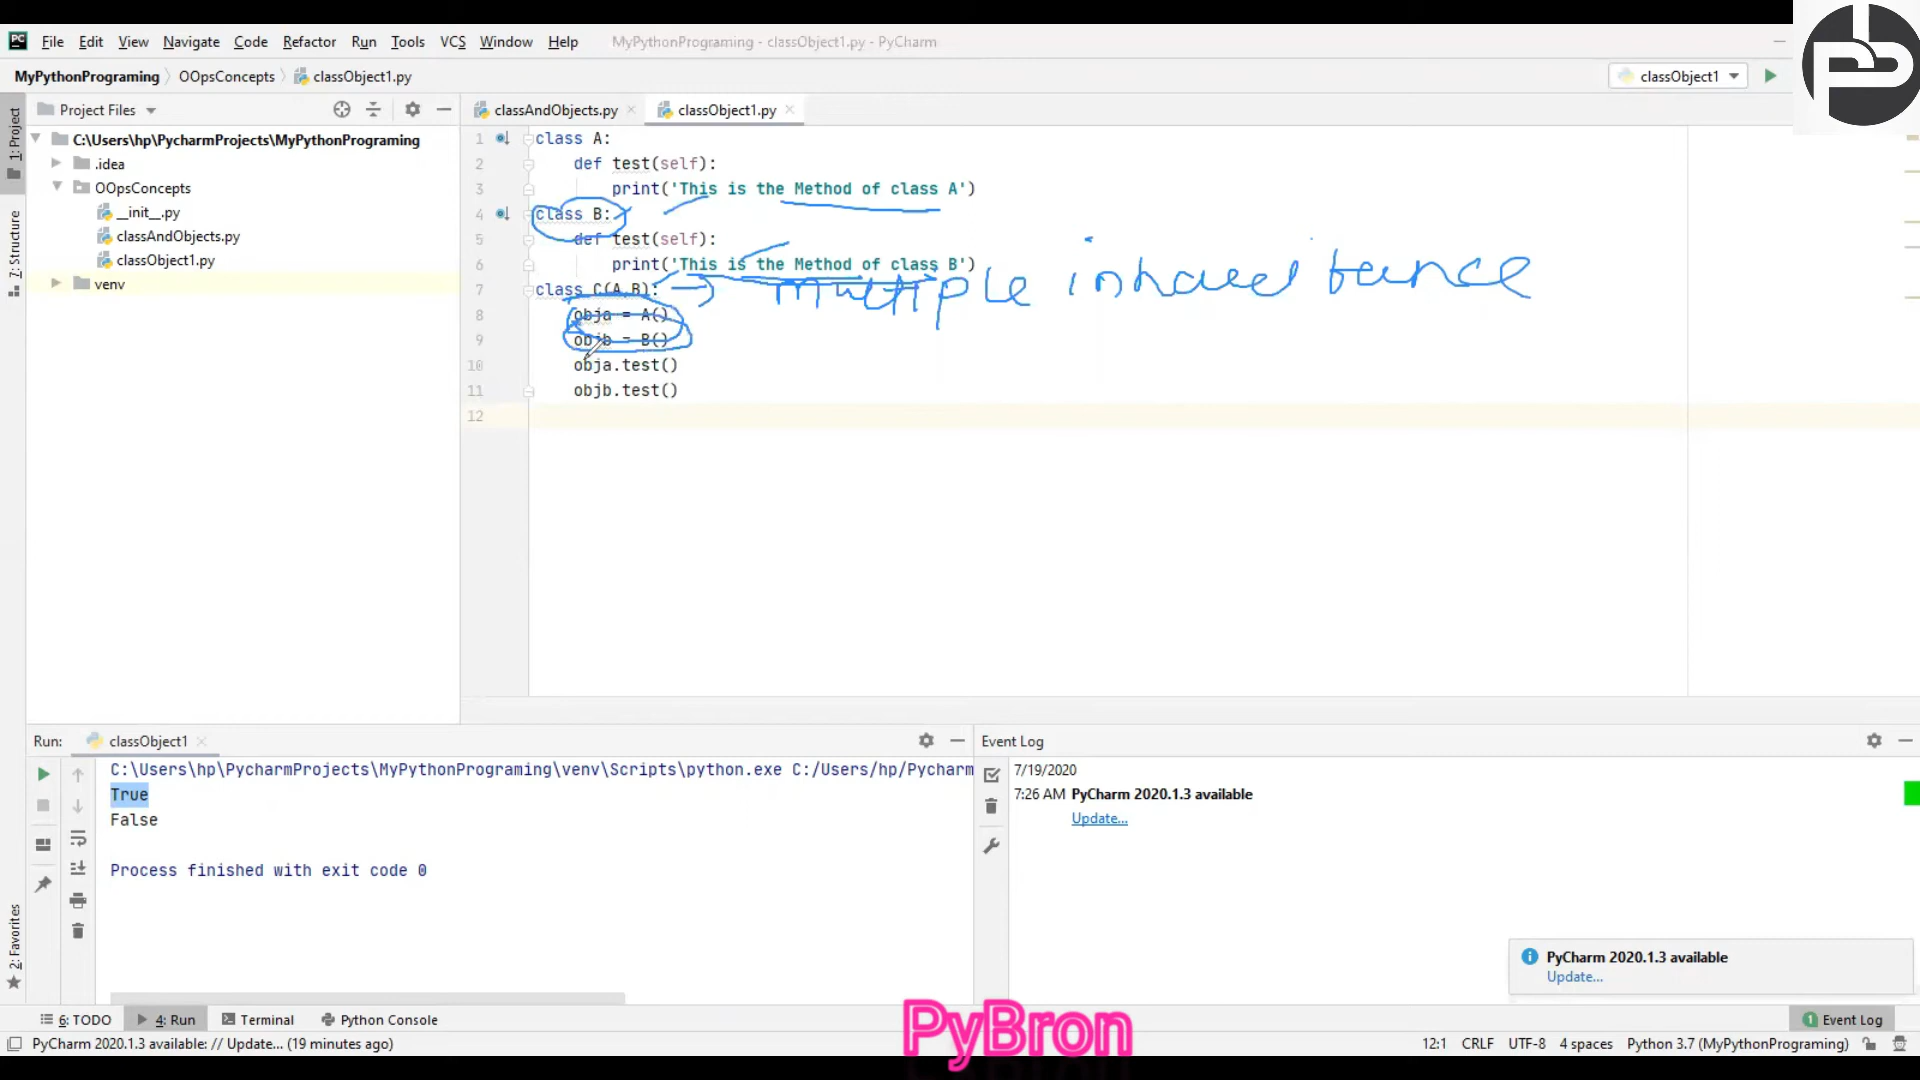 File Edit View Navigate Code Refactor Run Tools VCS Window Help MyPythonPrograming - classObject1.py - PyCharm
MyPythonPrograming OOpsConcepts classObject1.py
classObject1
Project Files
classAndObjects.py classObject1.py
1: Project
7: Structure
2: Favorites
C:\Users\hp\PycharmProjects\MyPythonPrograming
.idea
OOpsConcepts
__init__.py
classAndObjects.py
classObject1.py
venv
1 class A:
2 def test(self):
3 print('This is the Method of class A')
4 class B:
5 def test(self):
6 print('This is the Method of class B')
7 class C(A,B):
multiple
8 obja = A()
9 objb = B()
10 obja.test()
11 objb.test()
12
Run: classObject1
C:\Users\hp\PycharmProjects\MyPythonPrograming\venv\Scripts\python.exe C:/Users/hp/Pycharm
True
False
Process finished with exit code 0
Event Log
7/19/2020
7:26 AM PyCharm 2020.1.3 available
Update...
PyCharm 2020.1.3 available
Update...
6: TODO 4: Run Terminal Python Console
1 Event Log
PyBron
PyCharm 2020.1.3 available: // Update... (19 minutes ago)
12:1 CRLF UTF-8 4 spaces Python 3.7 (MyPythonPrograming)